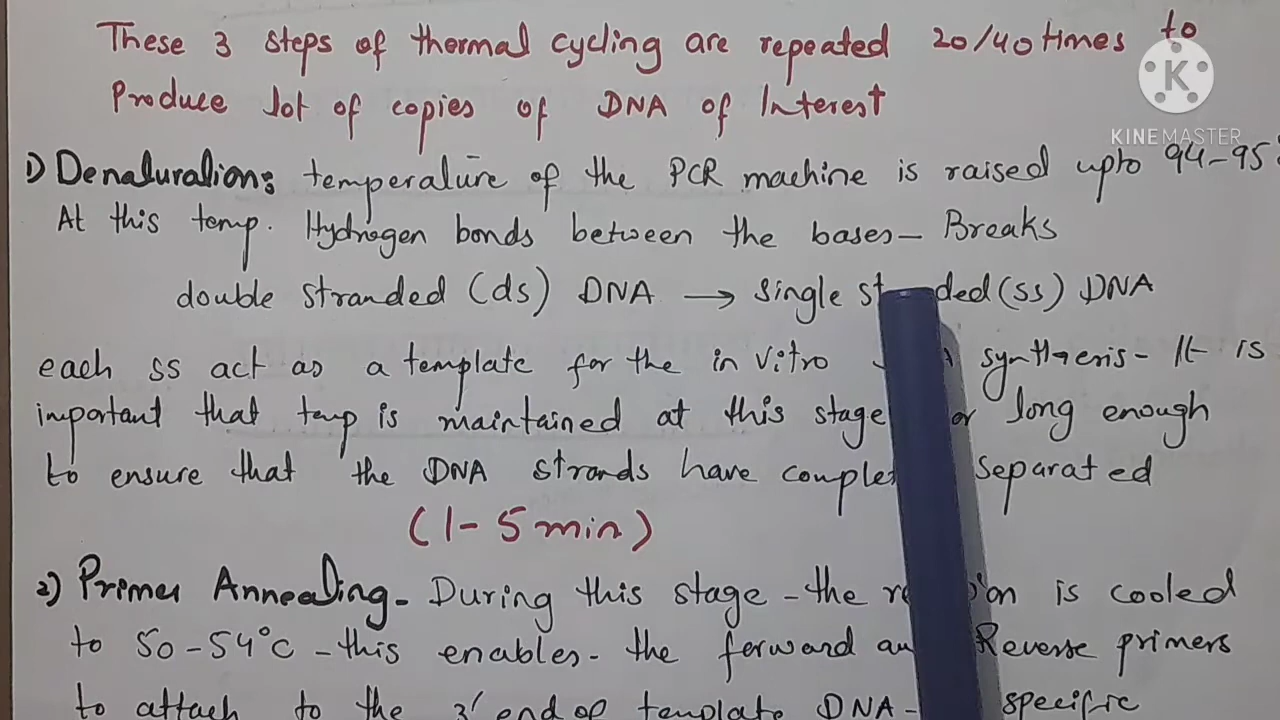 These 3 steps of thermal cycling are repeated 20/40 times to
Produce lot of copies of DNA of Interest
K
KINEMASTER
1) Denaturation: temperature of the PCR machine is raised upto 94-95°
At this temp. Hydrogen bonds between the bases - Breaks
double stranded (ds) DNA → single st ded (ss) DNA
each ss act as a template for the in vitro synthesis - It is
important that temp is maintained at this stage long enough
to ensure that the DNA strands have comple separated
(1-5 min)
2) Primer Annealing - During this stage - the re ion is cooled
to 50-54°C - this enables - the forward an Reverse primers
to attach to the 3' end of template DNA - specific